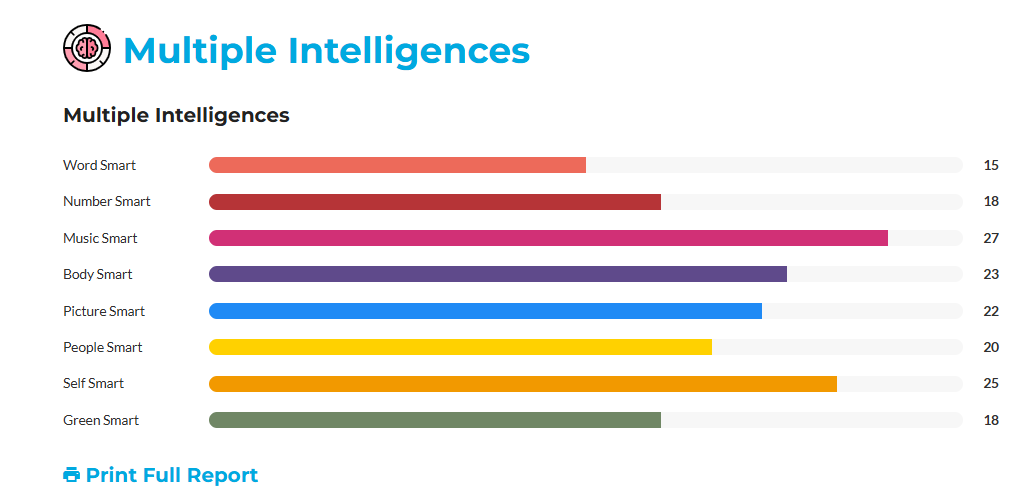 Multiple Intelligences
Multiple Intelligences
Word Smart 15
Number Smart 18
Music Smart 27
Body Smart 23
Picture Smart 22
People Smart 20
Self Smart 25
Green Smart 18
Print Full Report